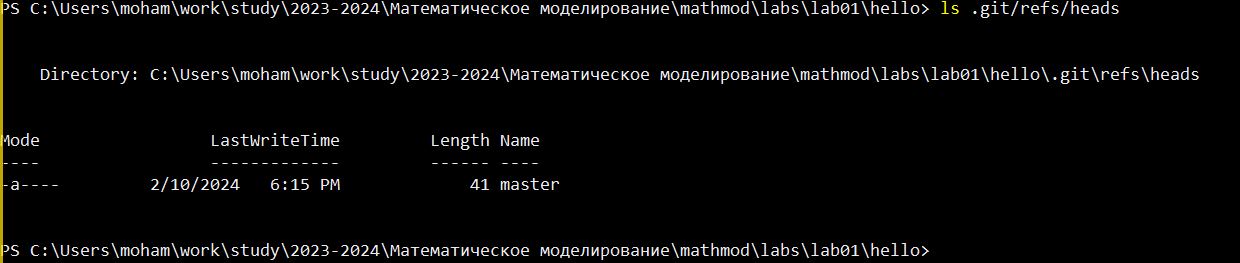 PS C:\Users\moham\work\study\2023-2024\Математическое моделирование\mathmod\labs\lab01\hello> ls .git/refs/heads
Directory: C:\Users\moham\work\study\2023-2024\Математическое моделирование\mathmod\labs\lab01\hello\.git\refs\heads
Mode LastWriteTime Length Name
---- ------------- ------ ----
-a---- 2/10/2024 6:15 PM 41 master
PS C:\Users\moham\work\study\2023-2024\Математическое моделирование\mathmod\labs\lab01\hello>